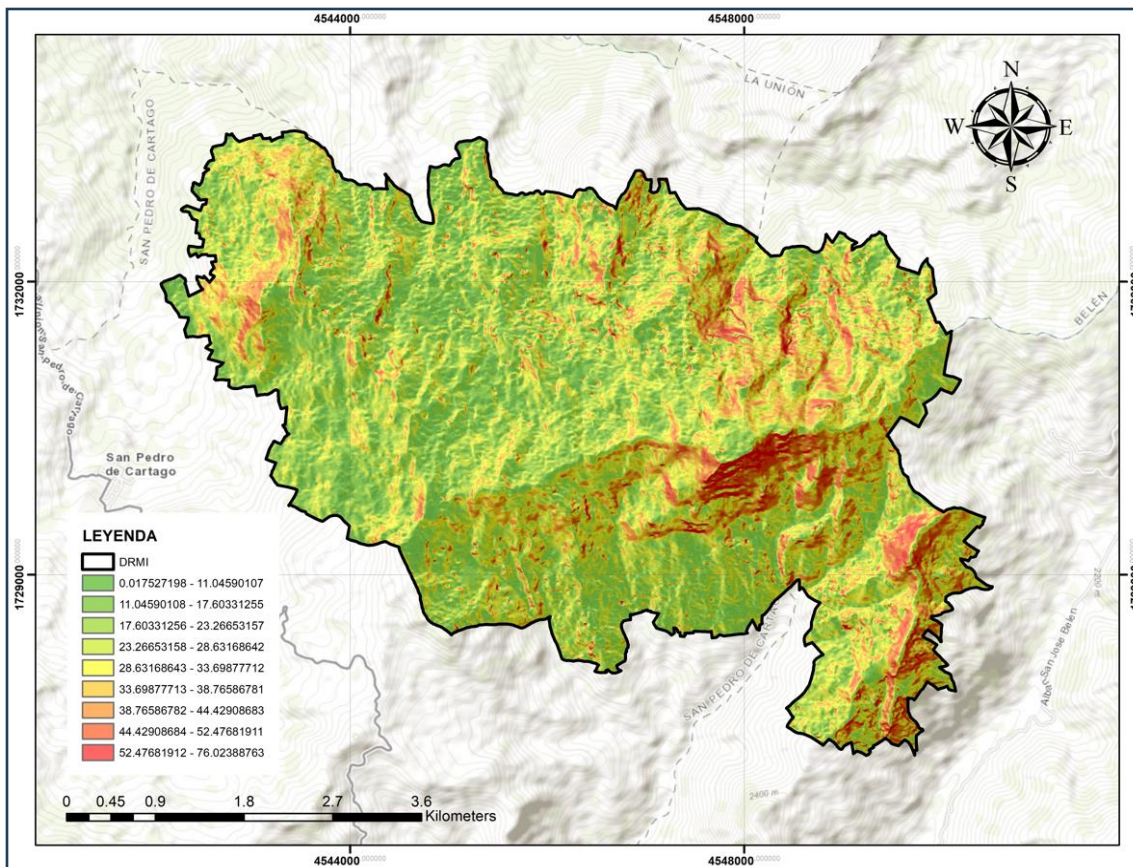 4544000
4548000
N
W E
S
LA UNIÓN
SAN PEDRO DE CARTAGO
1732000
BELÉN
San Pedro
de Cartago
1729000
2200 m
SAN PEDRO DE CARTA
2400 m
LEYENDA
DRMI
0.017527198 - 11.04590107
11.04590108 - 17.60331255
17.60331256 - 23.26653157
23.26653158 - 28.63168642
28.63168643 - 33.69877712
33.69877713 - 38.76586781
38.76586782 - 44.42908683
44.42908684 - 52.47681911
52.47681912 - 76.02388763
0 0.45 0.9 1.8 2.7 3.6
Kilometers
4544000
4548000